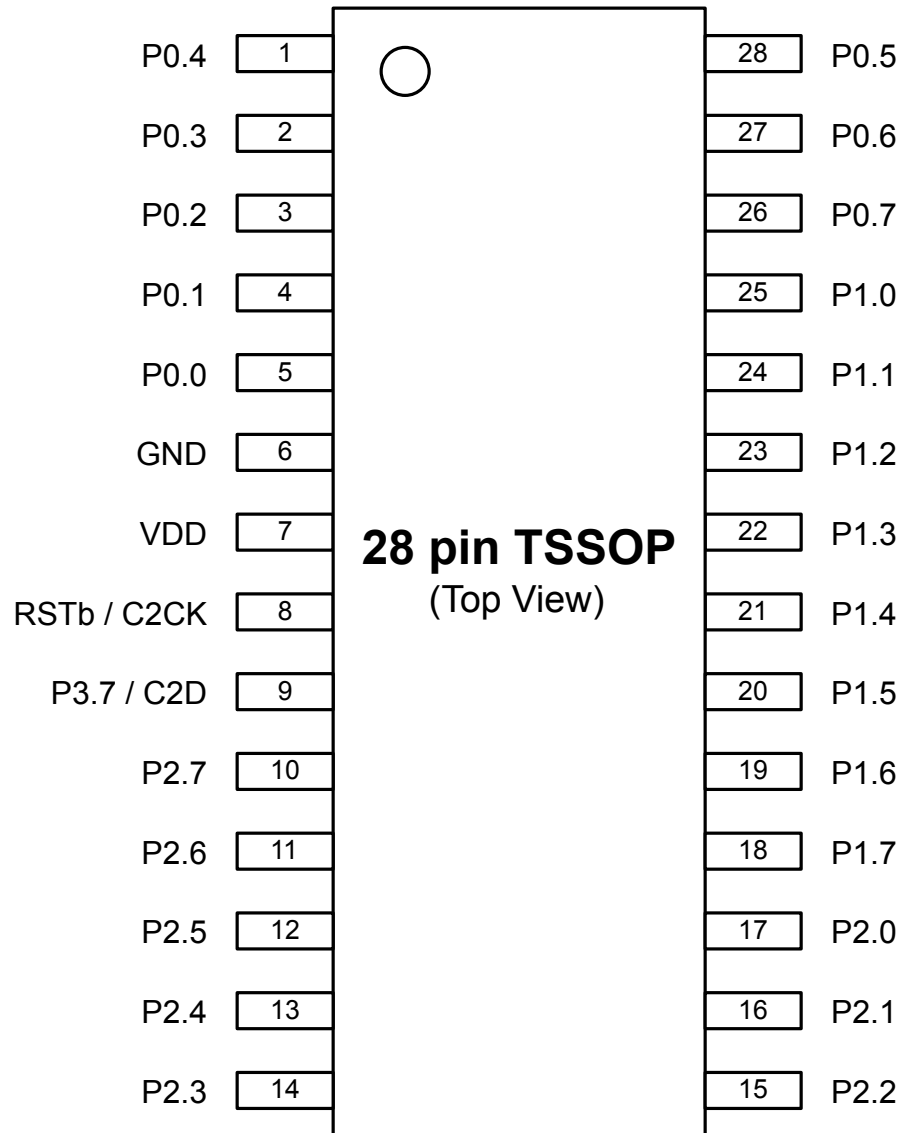 P0.4 1 28 P0.5
P0.3 2 27 P0.6
P0.2 3 26 P0.7
P0.1 4 25 P1.0
P0.0 5 24 P1.1
GND 6 23 P1.2
VDD 7 28 pin TSSOP 22 P1.3
(Top View)
RSTb / C2CK 8 21 P1.4
P3.7 / C2D 9 20 P1.5
P2.7 10 19 P1.6
P2.6 11 18 P1.7
P2.5 12 17 P2.0
P2.4 13 16 P2.1
P2.3 14 15 P2.2